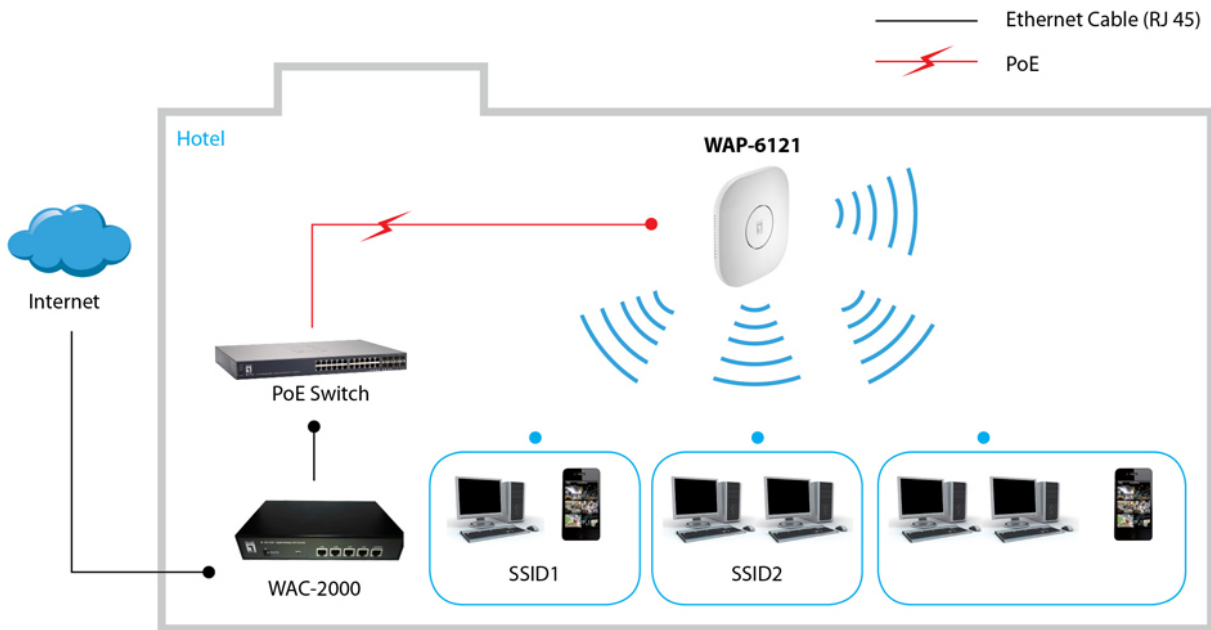 Ethernet Cable (RJ 45)
PoE
Hotel
WAP-6121
Internet
PoE Switch
WAC-2000
SSID1
SSID2